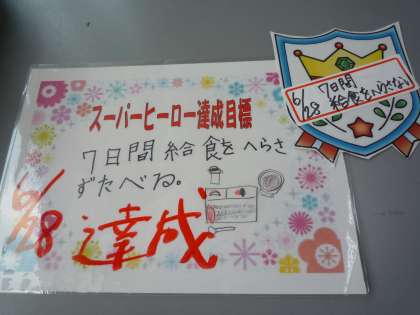 スーパーヒーロー達成目標
7日間給食をへらさ
ずたべる。
6/28 達成
6/28 7日間
給食をへらさない